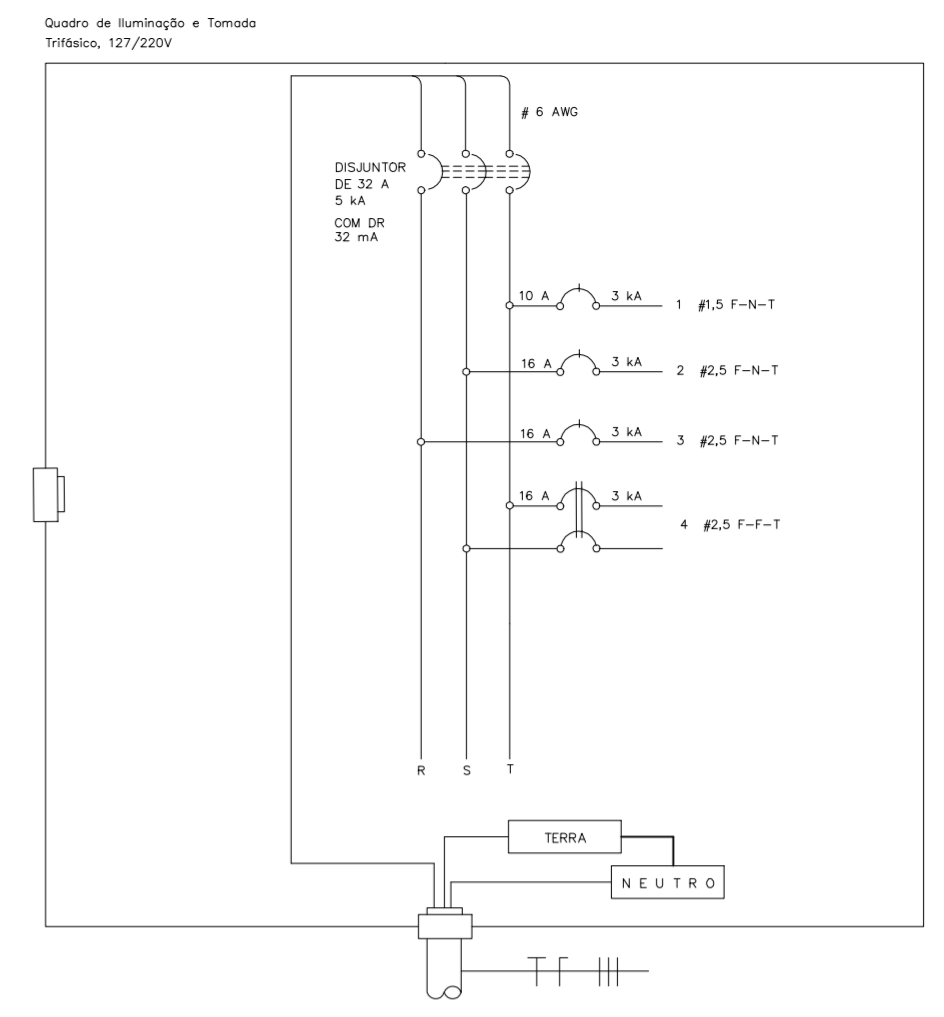 Quadro de Iluminação e Tomada
Trifásico, 127/220V
# 6 AWG
DISJUNTOR
DE 32 A
5 kA
COM DR
32 mA
10 A 3 kA 1 #1,5 F-N-T
16 A 3 kA 2 #2,5 F-N-T
16 A 3 kA 3 #2,5 F-N-T
16 A 3 kA
4 #2,5 F-F-T
R S T
TERRA
NEUTRO